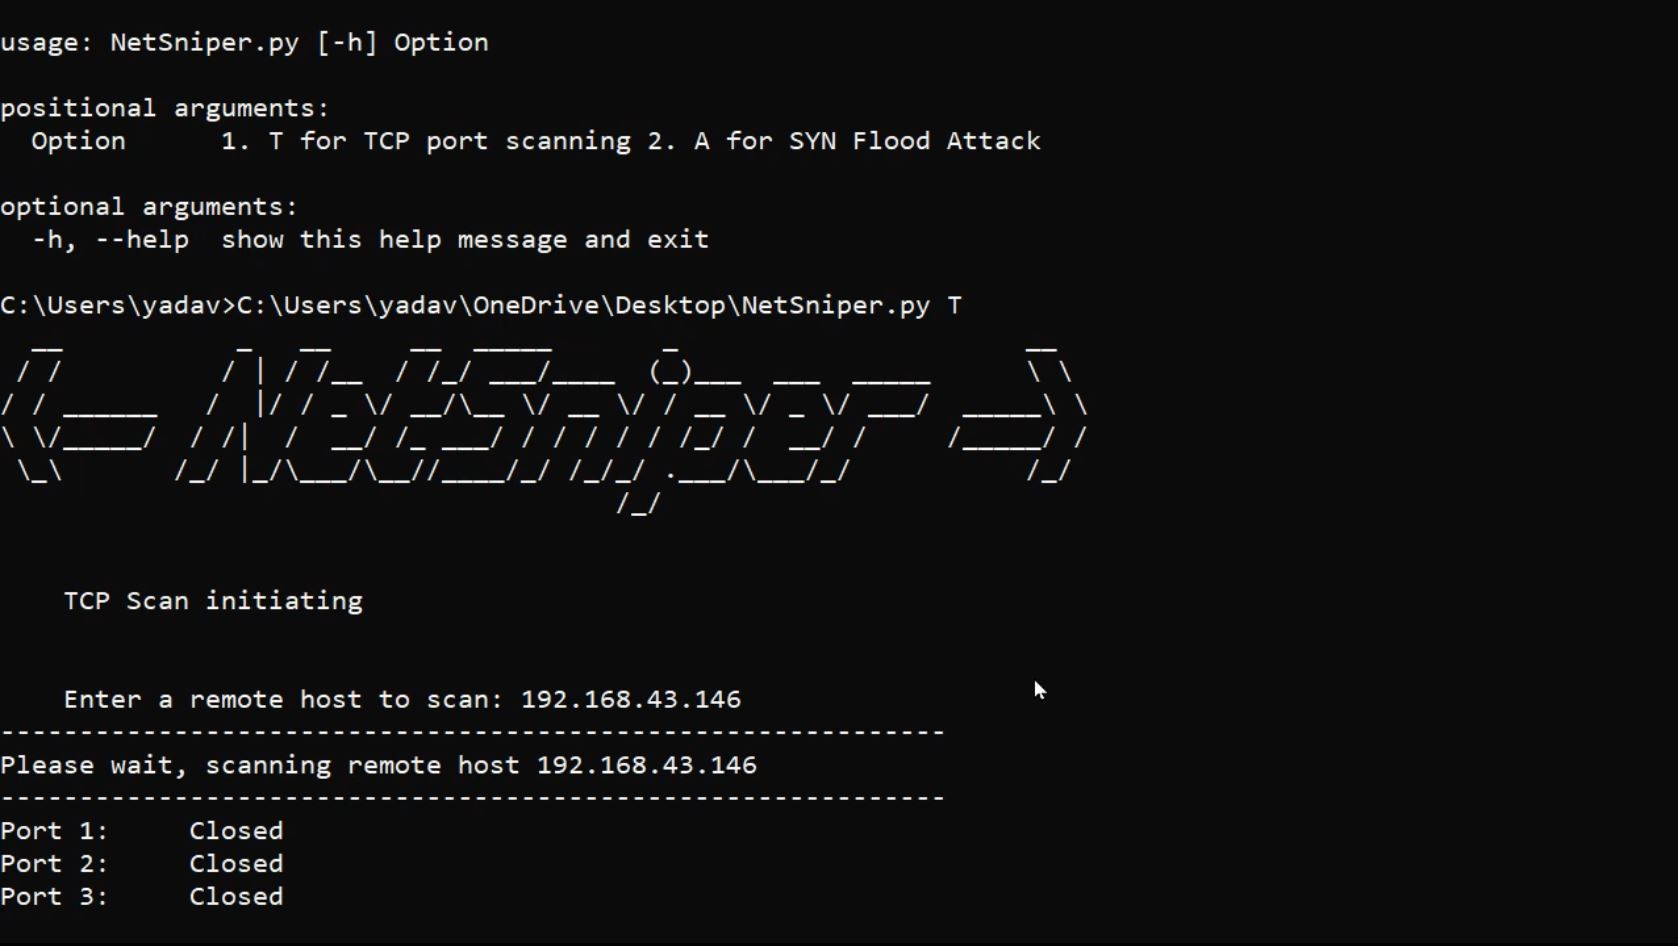 usage: NetSniper.py [-h] Option
positional arguments:
Option 1. T for TCP port scanning 2. A for SYN Flood Attack
optional arguments:
-h, --help show this help message and exit
C:\Users\yadav>C:\Users\yadav\OneDrive\Desktop\NetSniper.py T
NetSniper
TCP Scan initiating
Enter a remote host to scan: 192.168.43.146
------------------------------------------------------------
Please wait, scanning remote host 192.168.43.146
------------------------------------------------------------
Port 1: Closed
Port 2: Closed
Port 3: Closed